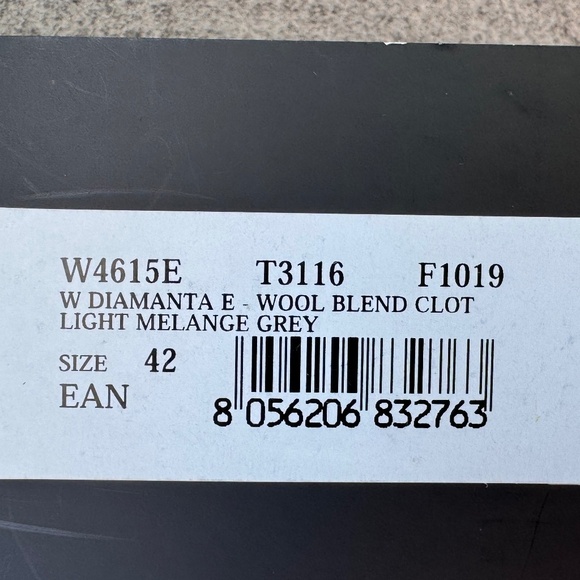 W4615E T3116 F1019
W DIAMANTA E - WOOL BLEND CLOT
LIGHT MELANGE GREY
SIZE 42
EAN
8 056206 832763